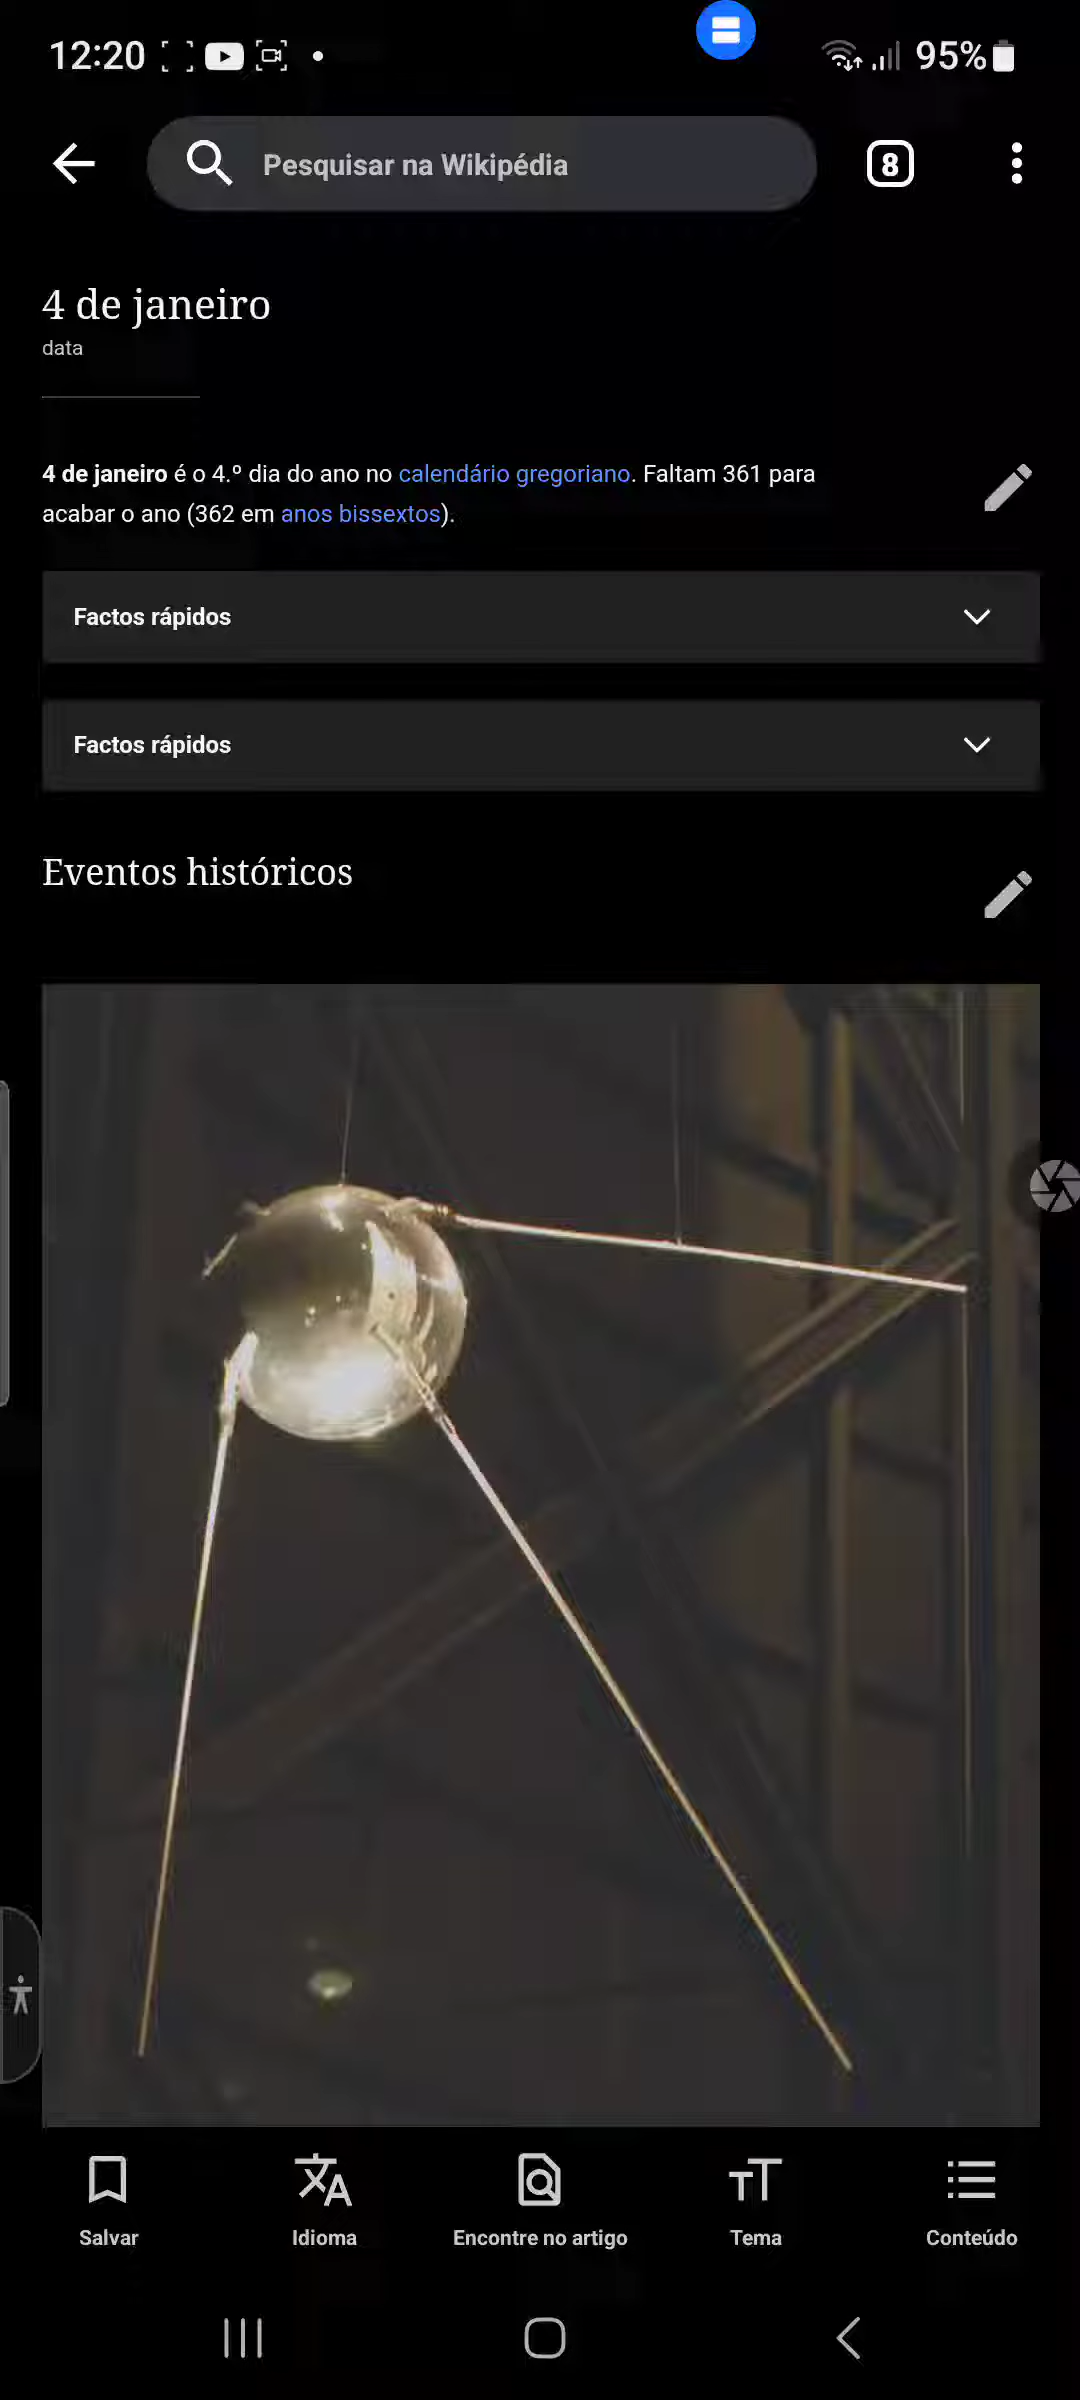 12:20
95%
Pesquisar na Wikipédia
8
4 de janeiro
data
4 de janeiro é o 4.º dia do ano no calendário gregoriano. Faltam 361 para
acabar o ano (362 em anos bissextos).
Factos rápidos
Factos rápidos
Eventos históricos
Salvar
Idioma
Encontre no artigo
Tema
Conteúdo